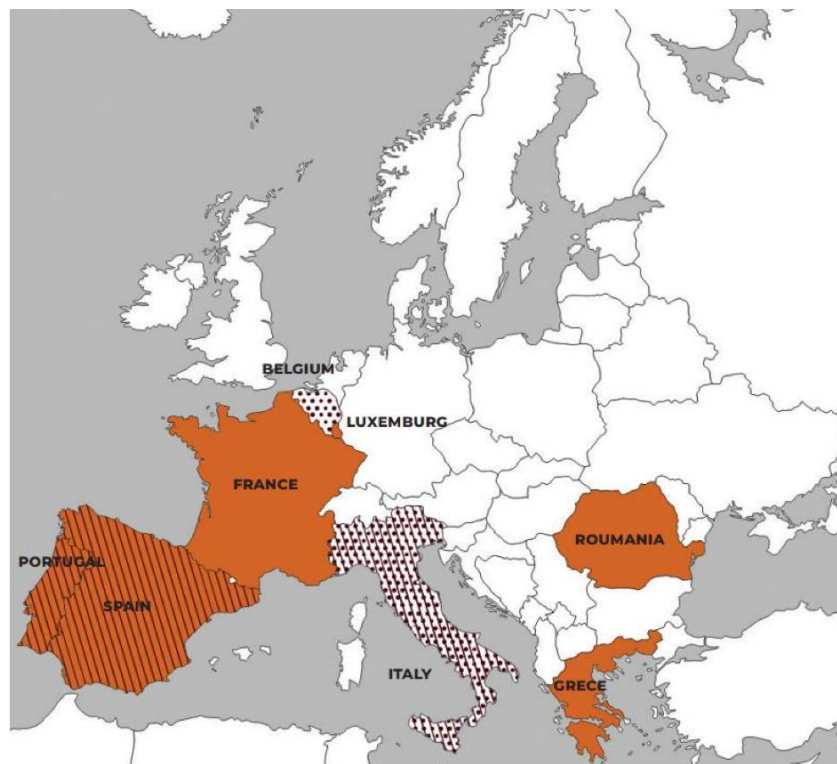 BELGIUM
LUXEMBURG
FRANCE
ROUMANIA
PORTUGAL
SPAIN
ITALY
GRECE